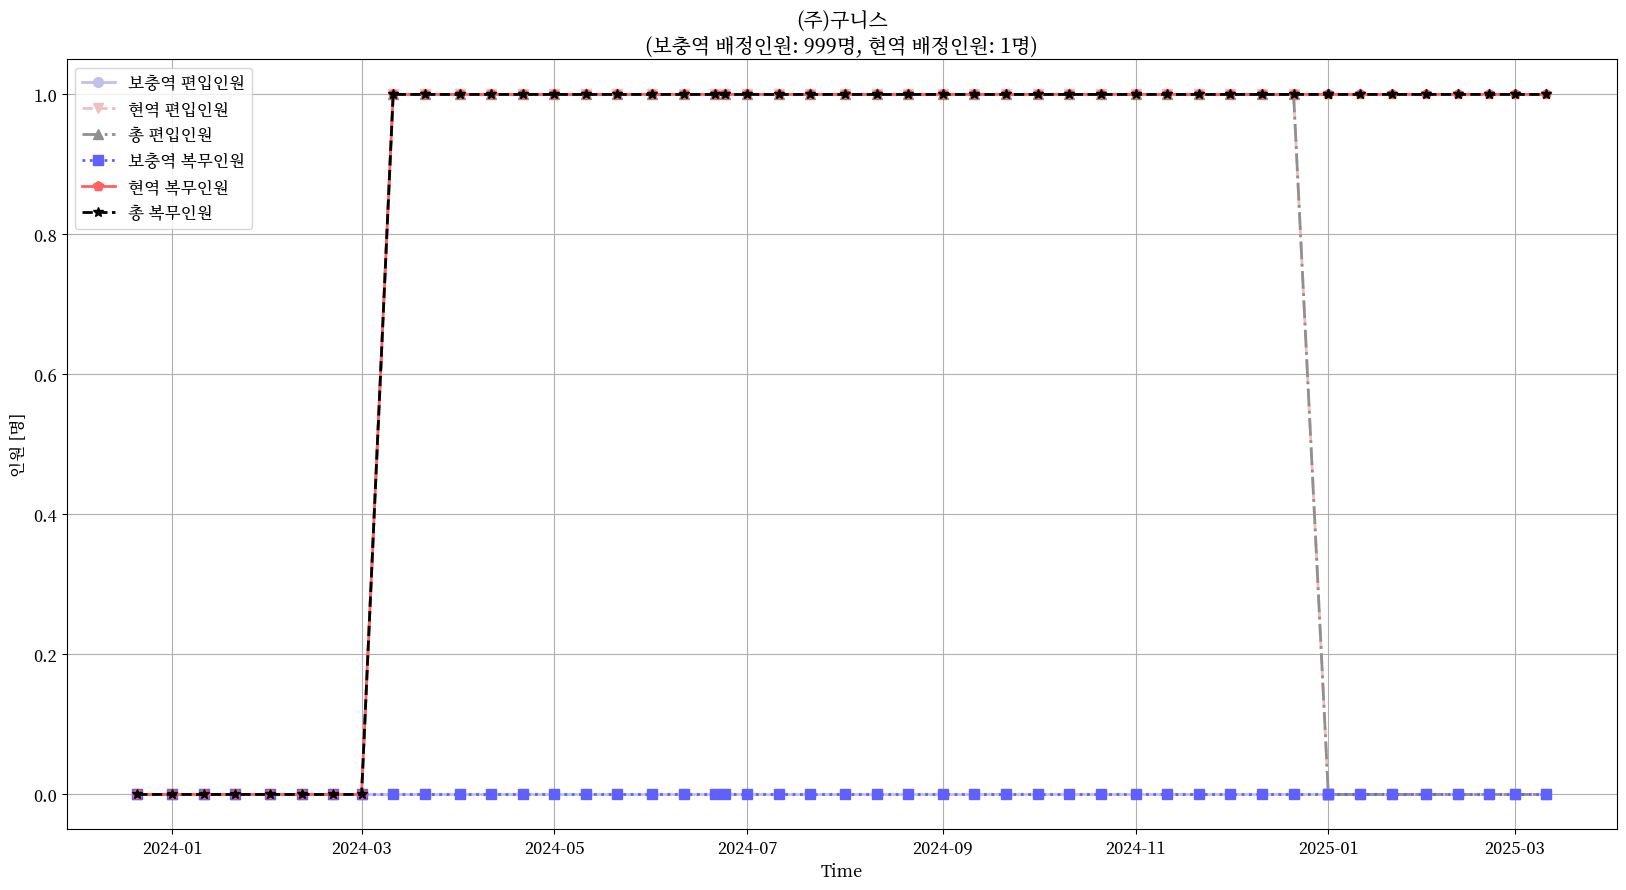 (주)구니스
(보충역 배정인원: 999명, 현역 배정인원: 1명)
보충역 편입인원
현역 편입인원
총 편입인원
보충역 복무인원
현역 복무인원
총 복무인원
1.0
0.8
0.6
0.4
0.2
0.0
인원 [명]
2024-01
2024-03
2024-05
2024-07
2024-09
2024-11
2025-01
2025-03
Time